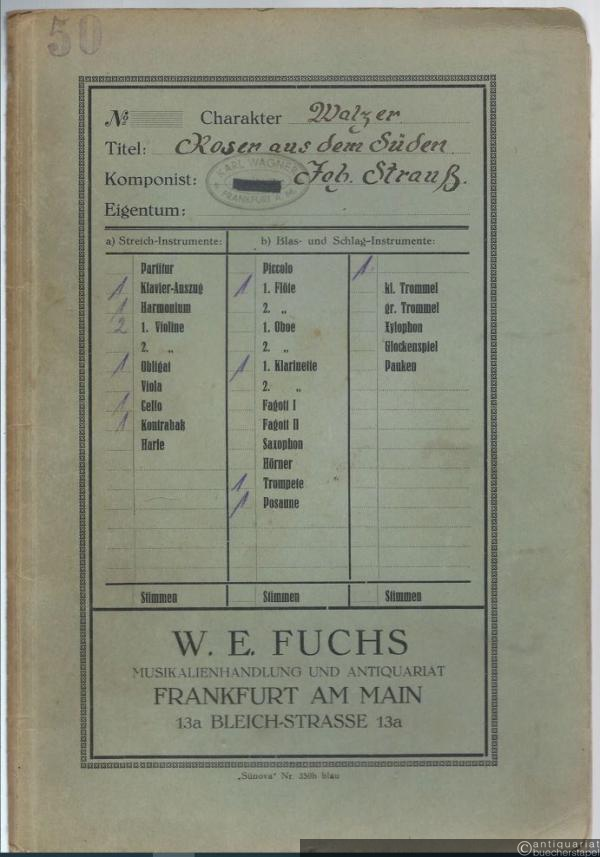 50
№ Charakter Walzer
Titel: Rosen aus dem Süden
Komponist: Joh. Strauß.
KARL WAGNER
FRANKFURT A. M.
Eigentum:
a) Streich-Instrumente: b) Blas- und Schlag-Instrumente:
Partitur Piccolo 1
1 Klavier-Auszug 1 1. Flöte kl. Trommel
1 Harmonium 2. „ gr. Trommel
2 1. Violine 1. Oboe Xylophon
2. „ 2. „ Glockenspiel
1 Obligat 1 1. Klarinette Pauken
Viola 2. „
1 Cello Fagott I
1 Kontrabaß Fagott II
Harfe Saxophon
Hörner
1 Trompete
1 Posaune
Stimmen Stimmen Stimmen
W. E. FUCHS
MUSIKALIENHANDLUNG UND ANTIQUARIAT
FRANKFURT AM MAIN
13a BLEICH-STRASSE 13a
„Sünova" Nr. 350b blau
©antiquariat
buecherstapel